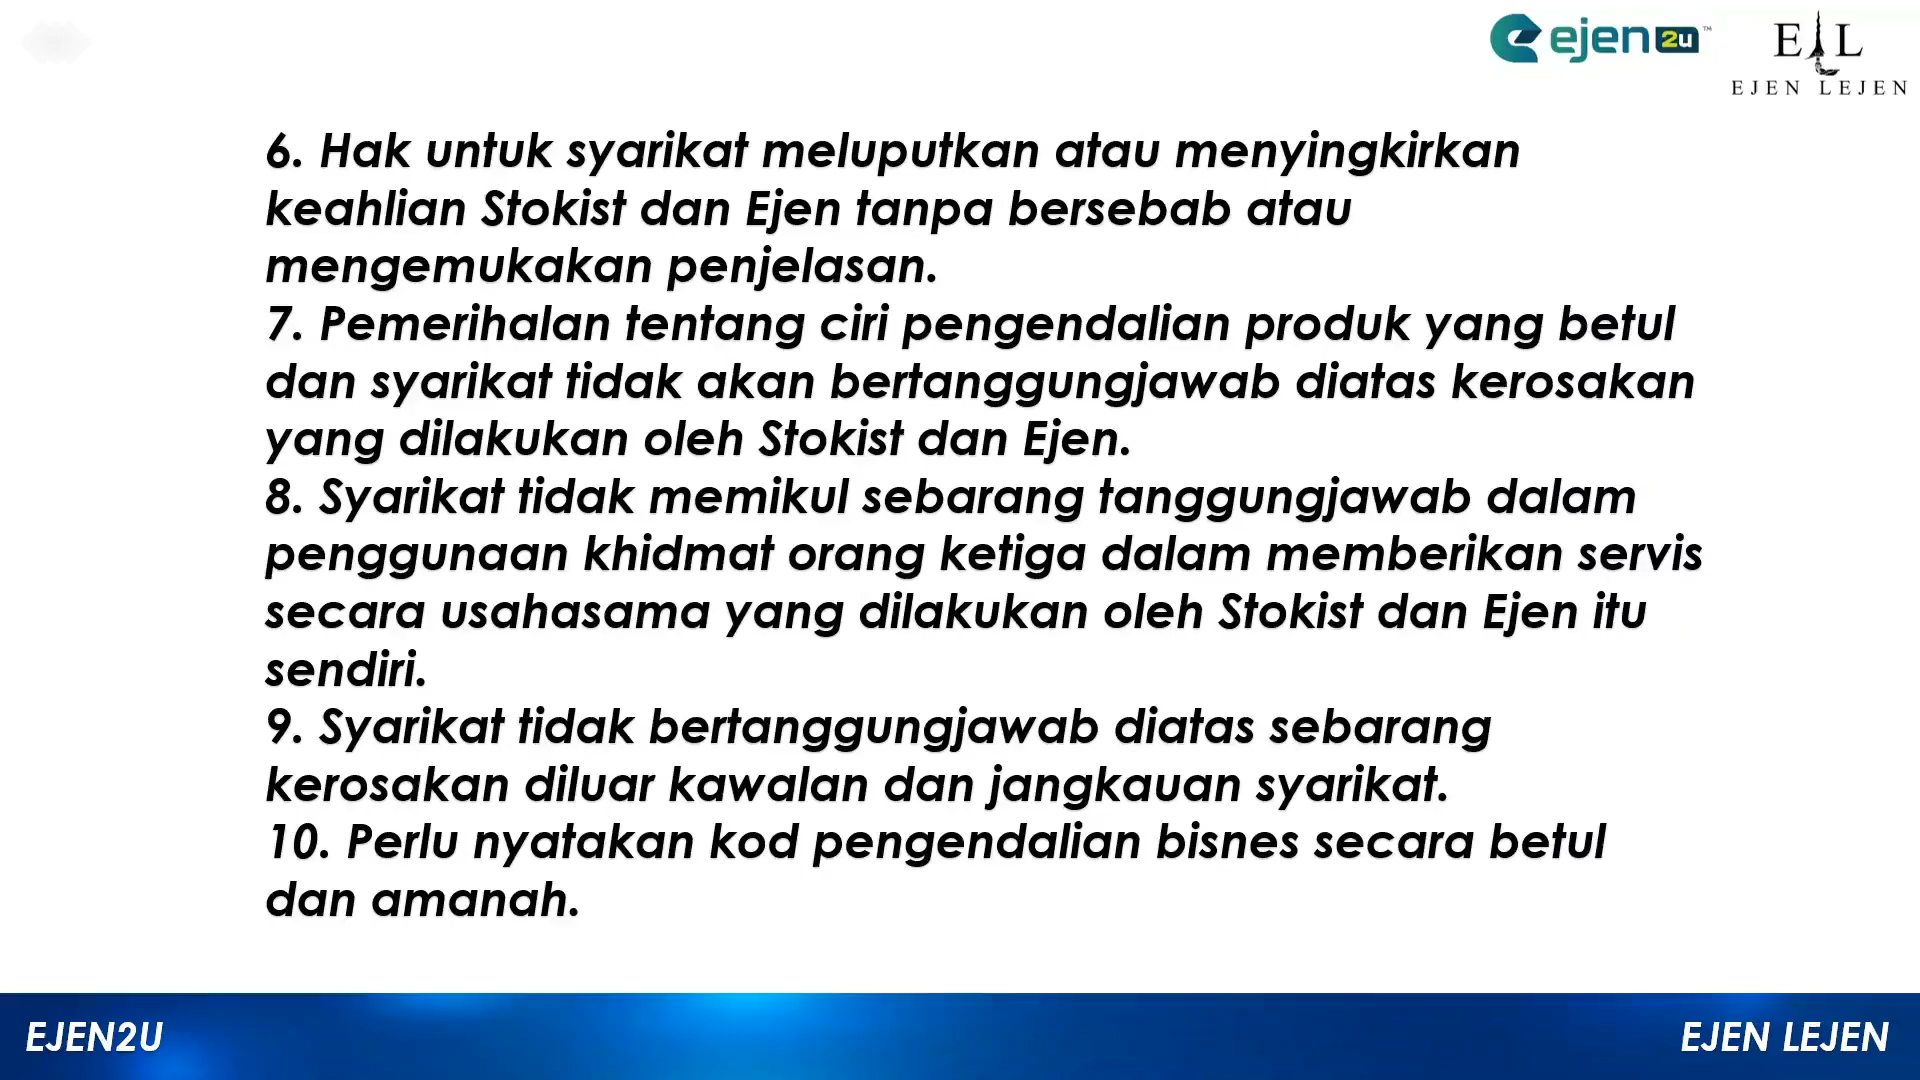 ejen2u™
E L
EJEN LEJEN
6. Hak untuk syarikat meluputkan atau menyingkirkan
keahlian Stokist dan Ejen tanpa bersebab atau
mengemukakan penjelasan.
7. Pemerihalan tentang ciri pengendalian produk yang betul
dan syarikat tidak akan bertanggungjawab diatas kerosakan
yang dilakukan oleh Stokist dan Ejen.
8. Syarikat tidak memikul sebarang tanggungjawab dalam
penggunaan khidmat orang ketiga dalam memberikan servis
secara usahasama yang dilakukan oleh Stokist dan Ejen itu
sendiri.
9. Syarikat tidak bertanggungjawab diatas sebarang
kerosakan diluar kawalan dan jangkauan syarikat.
10. Perlu nyatakan kod pengendalian bisnes secara betul
dan amanah.
EJEN2U
EJEN LEJEN